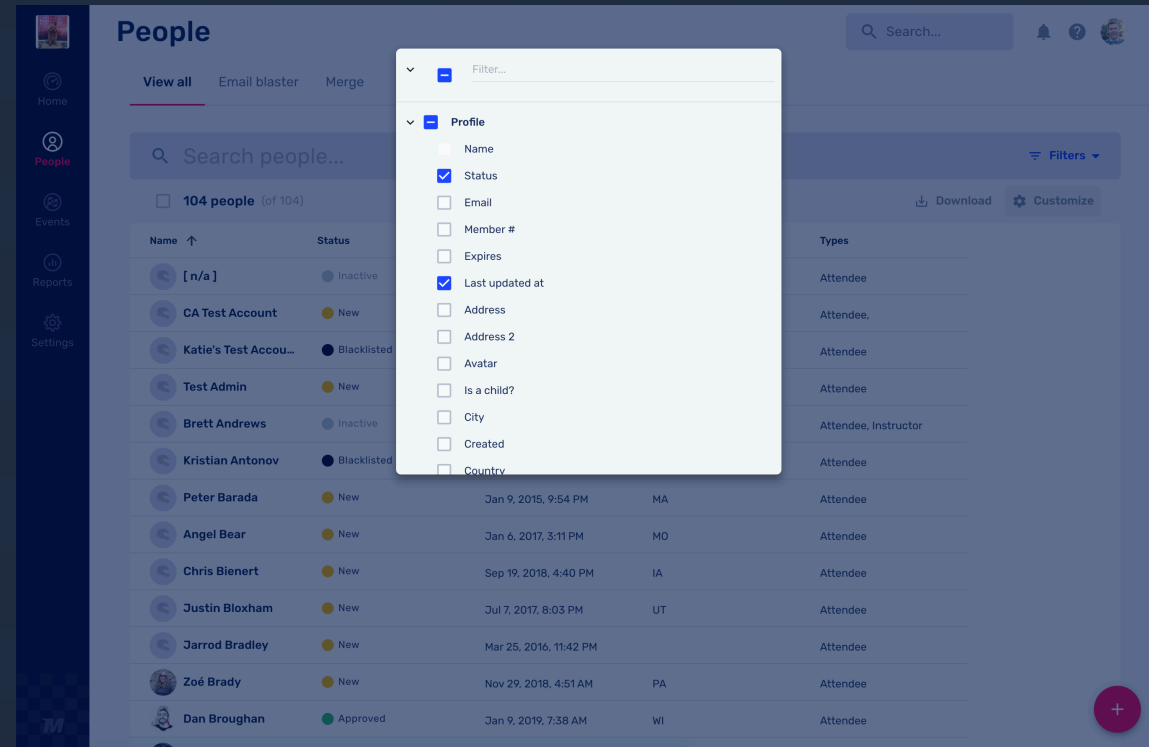 People
Search...
View all Email blaster Merge
Home
People
Events
Reports
Settings
Filter...
Profile
Name
Status
Email
Member #
Expires
Last updated at
Address
Address 2
Avatar
Is a child?
City
Created
Country
Search people...
Filters
104 people (of 104)
Download Customize
Name Status Types
[ n/a ] Inactive Attendee
CA Test Account New Attendee,
Katie's Test Accou... Blacklisted Attendee
Test Admin New Attendee
Brett Andrews Inactive Attendee, Instructor
Kristian Antonov Blacklisted Attendee
Peter Barada New Jan 9, 2015, 9:54 PM MA Attendee
Angel Bear New Jan 6, 2017, 3:11 PM MO Attendee
Chris Bienert New Sep 19, 2018, 4:40 PM IA Attendee
Justin Bloxham New Jul 7, 2017, 8:03 PM UT Attendee
Jarrod Bradley New Mar 25, 2016, 11:42 PM Attendee
Zoé Brady New Nov 29, 2018, 4:51 AM PA Attendee
Dan Broughan Approved Jan 9, 2019, 7:38 AM WI Attendee